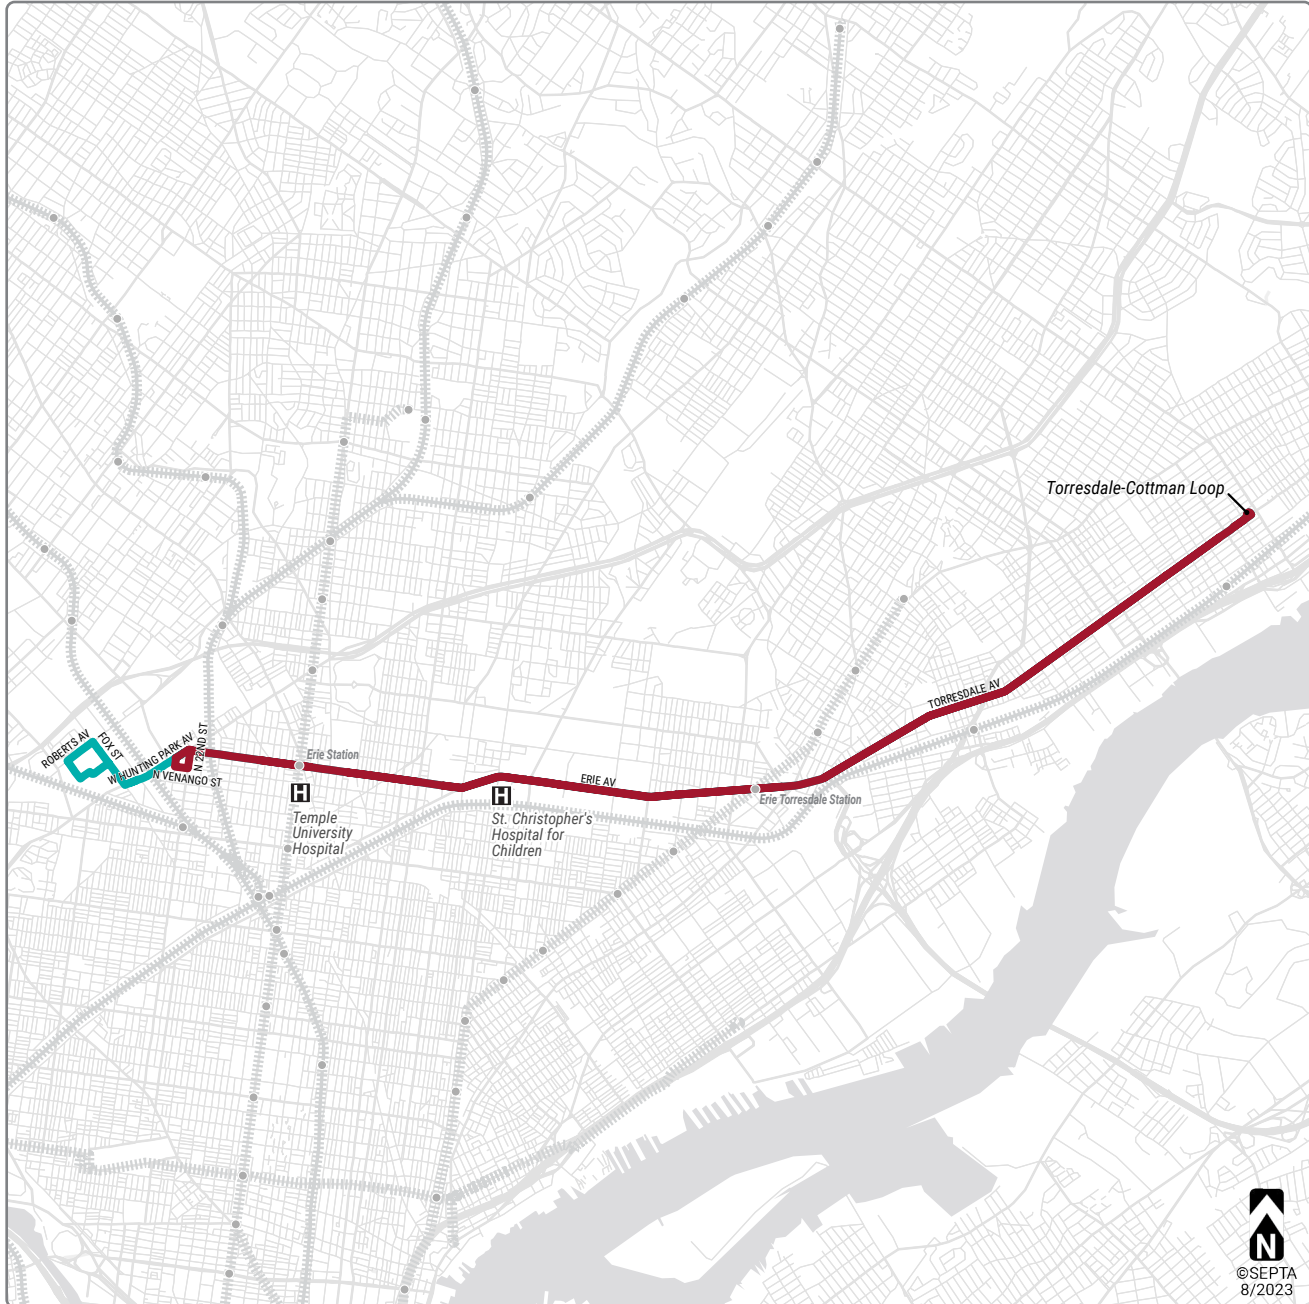 Torresdale-Cottman Loop
TORRESDALE AV
ROBERTS AV
FOX ST
W HUNTING PARK AV
N 22ND ST
N VENANGO ST
Erie Station
ERIE AV
Erie Torresdale Station
H
Temple
University
Hospital
H
St. Christopher's
Hospital for
Children
N
©SEPTA
8/2023